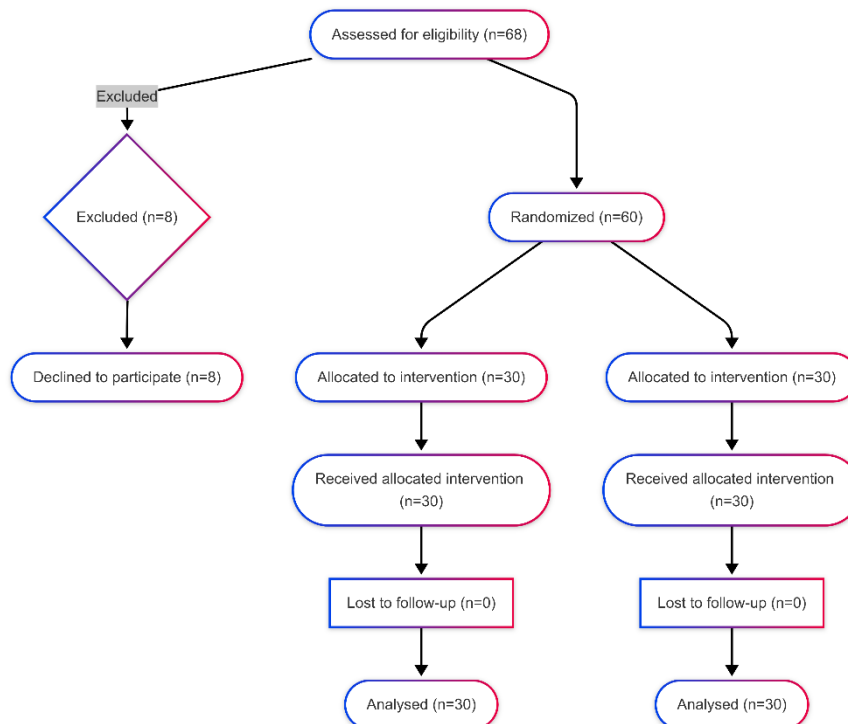 Assessed for eligibility (n=68)
Excluded
Excluded (n=8)
Randomized (n=60)
Declined to participate (n=8)
Allocated to intervention (n=30)
Allocated to intervention (n=30)
Received allocated intervention
(n=30)
Received allocated intervention
(n=30)
Lost to follow-up (n=0)
Lost to follow-up (n=0)
Analysed (n=30)
Analysed (n=30)